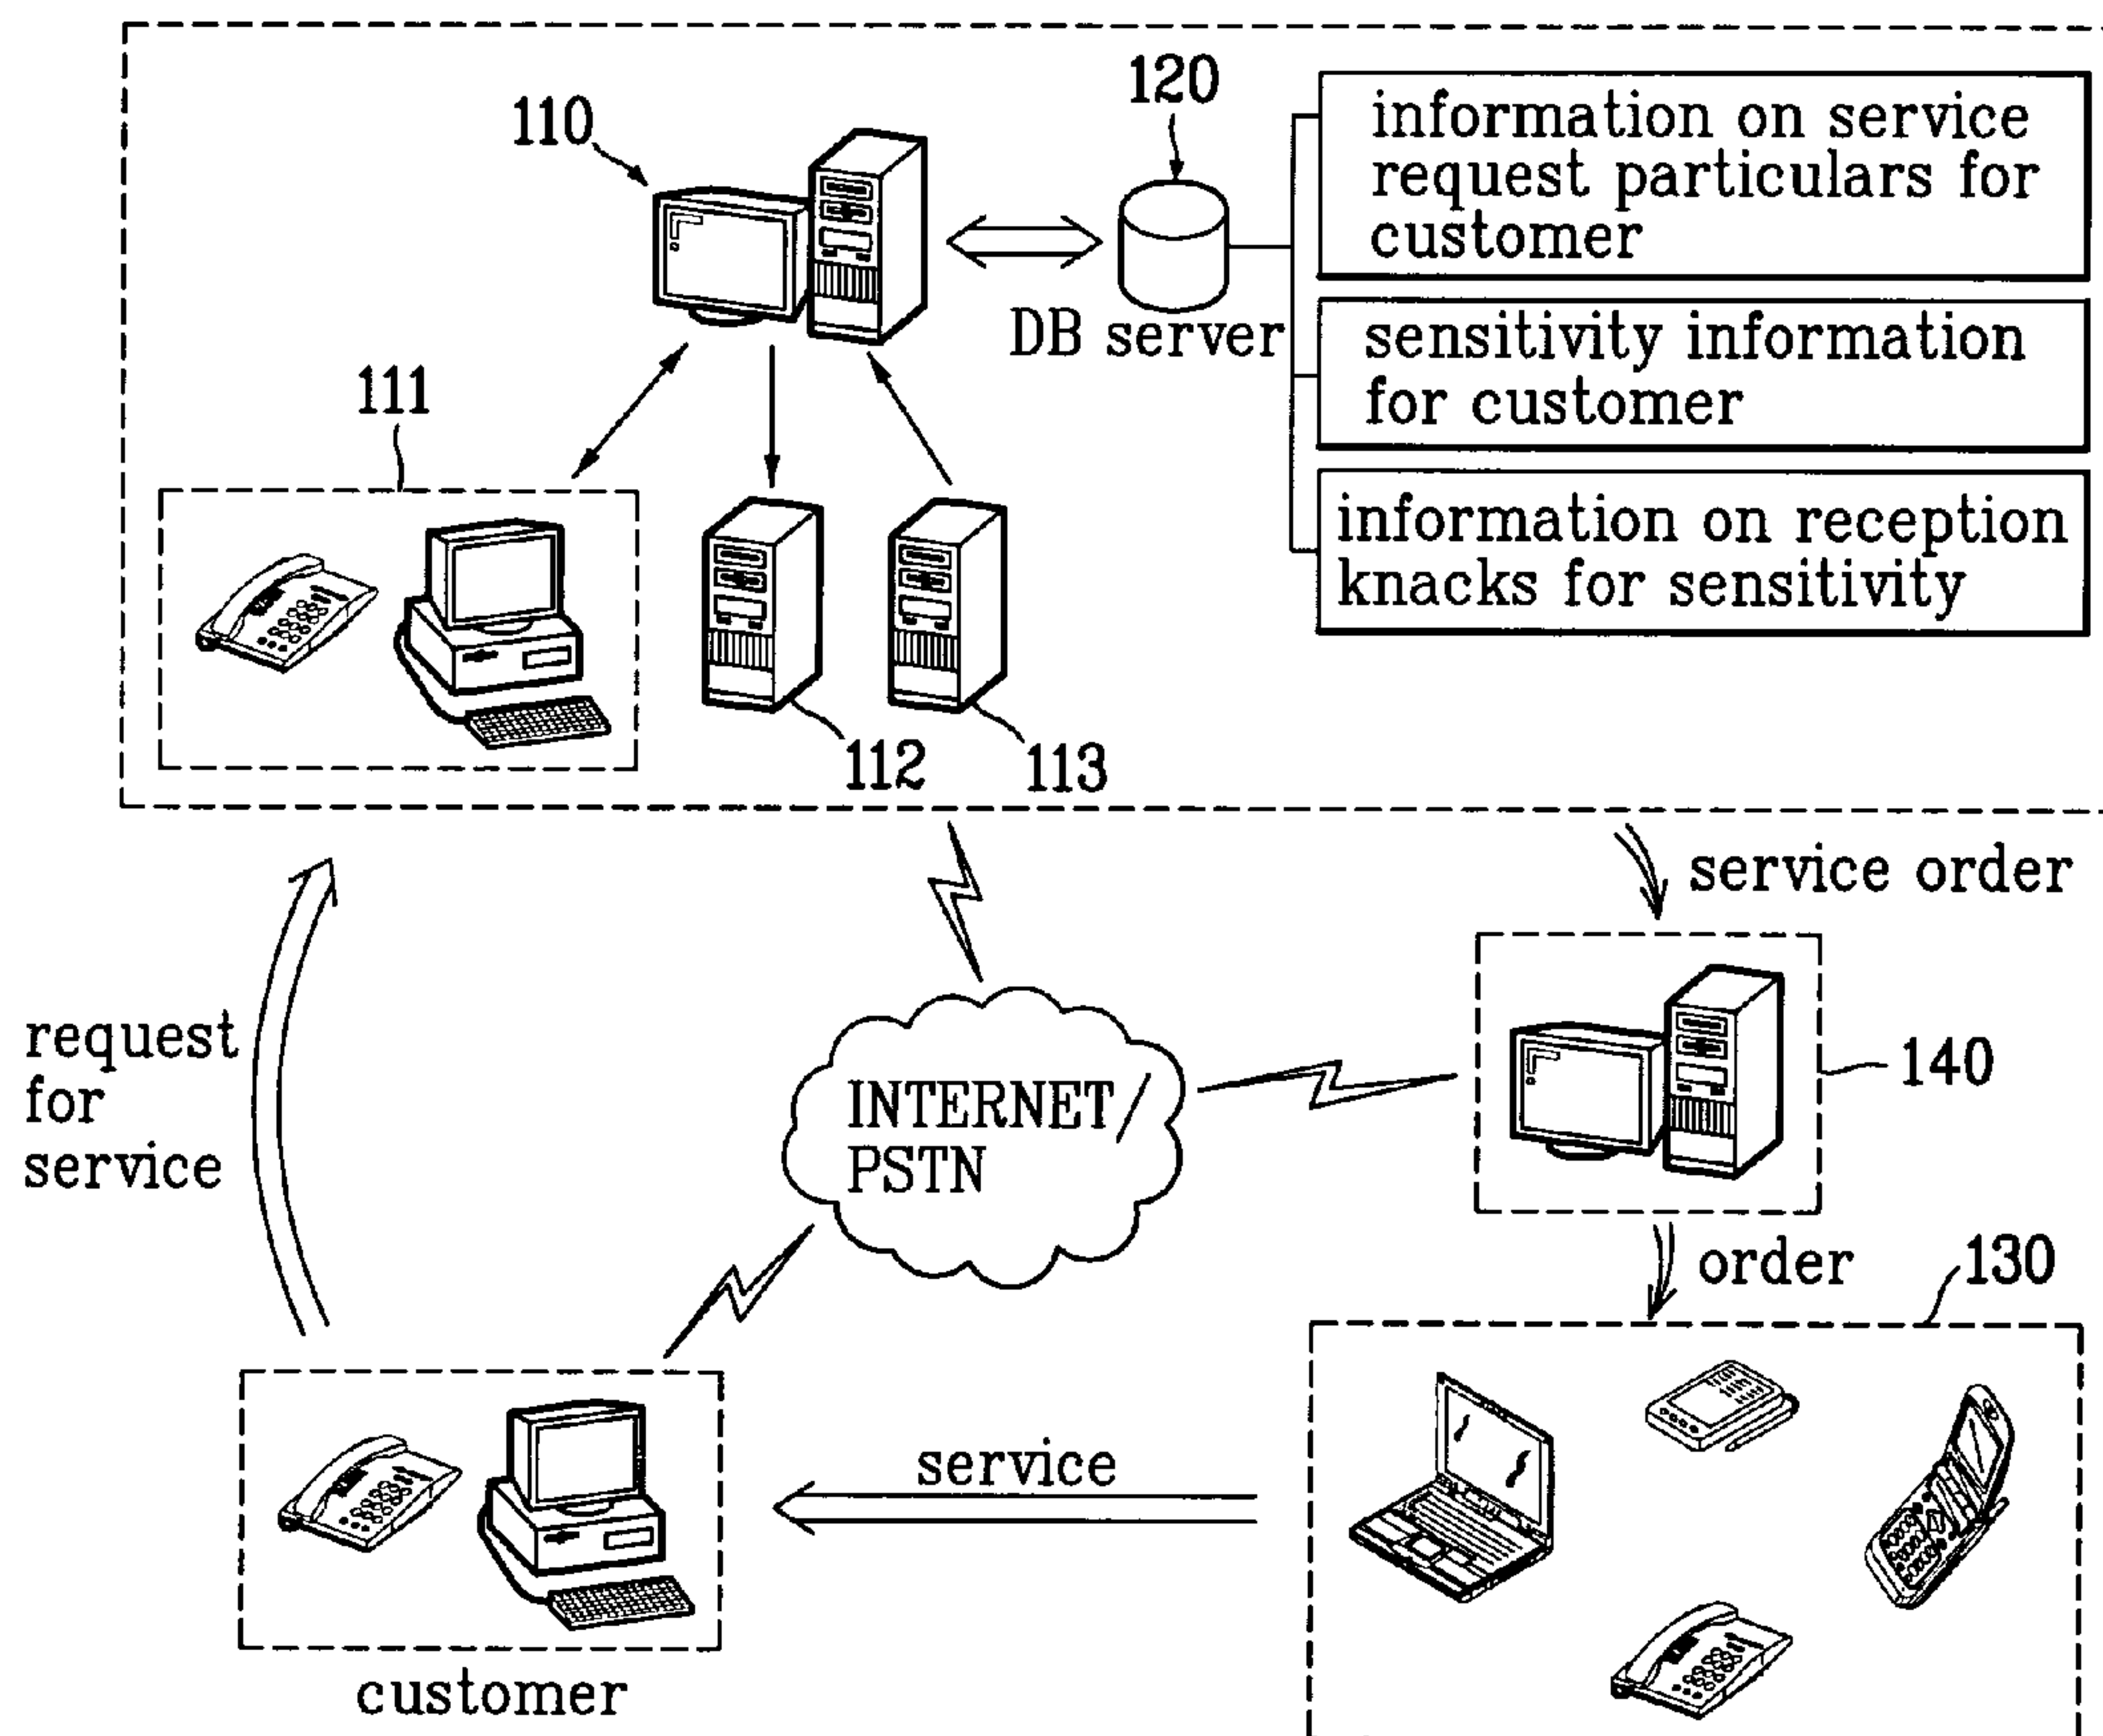 120
110
information on service
request particulars for
customer
DB server
sensitivity information
for customer
111
information on reception
knacks for sensitivity
112
113
service order
request
for
service
INTERNET/
PSTN
140
order
130
service
customer